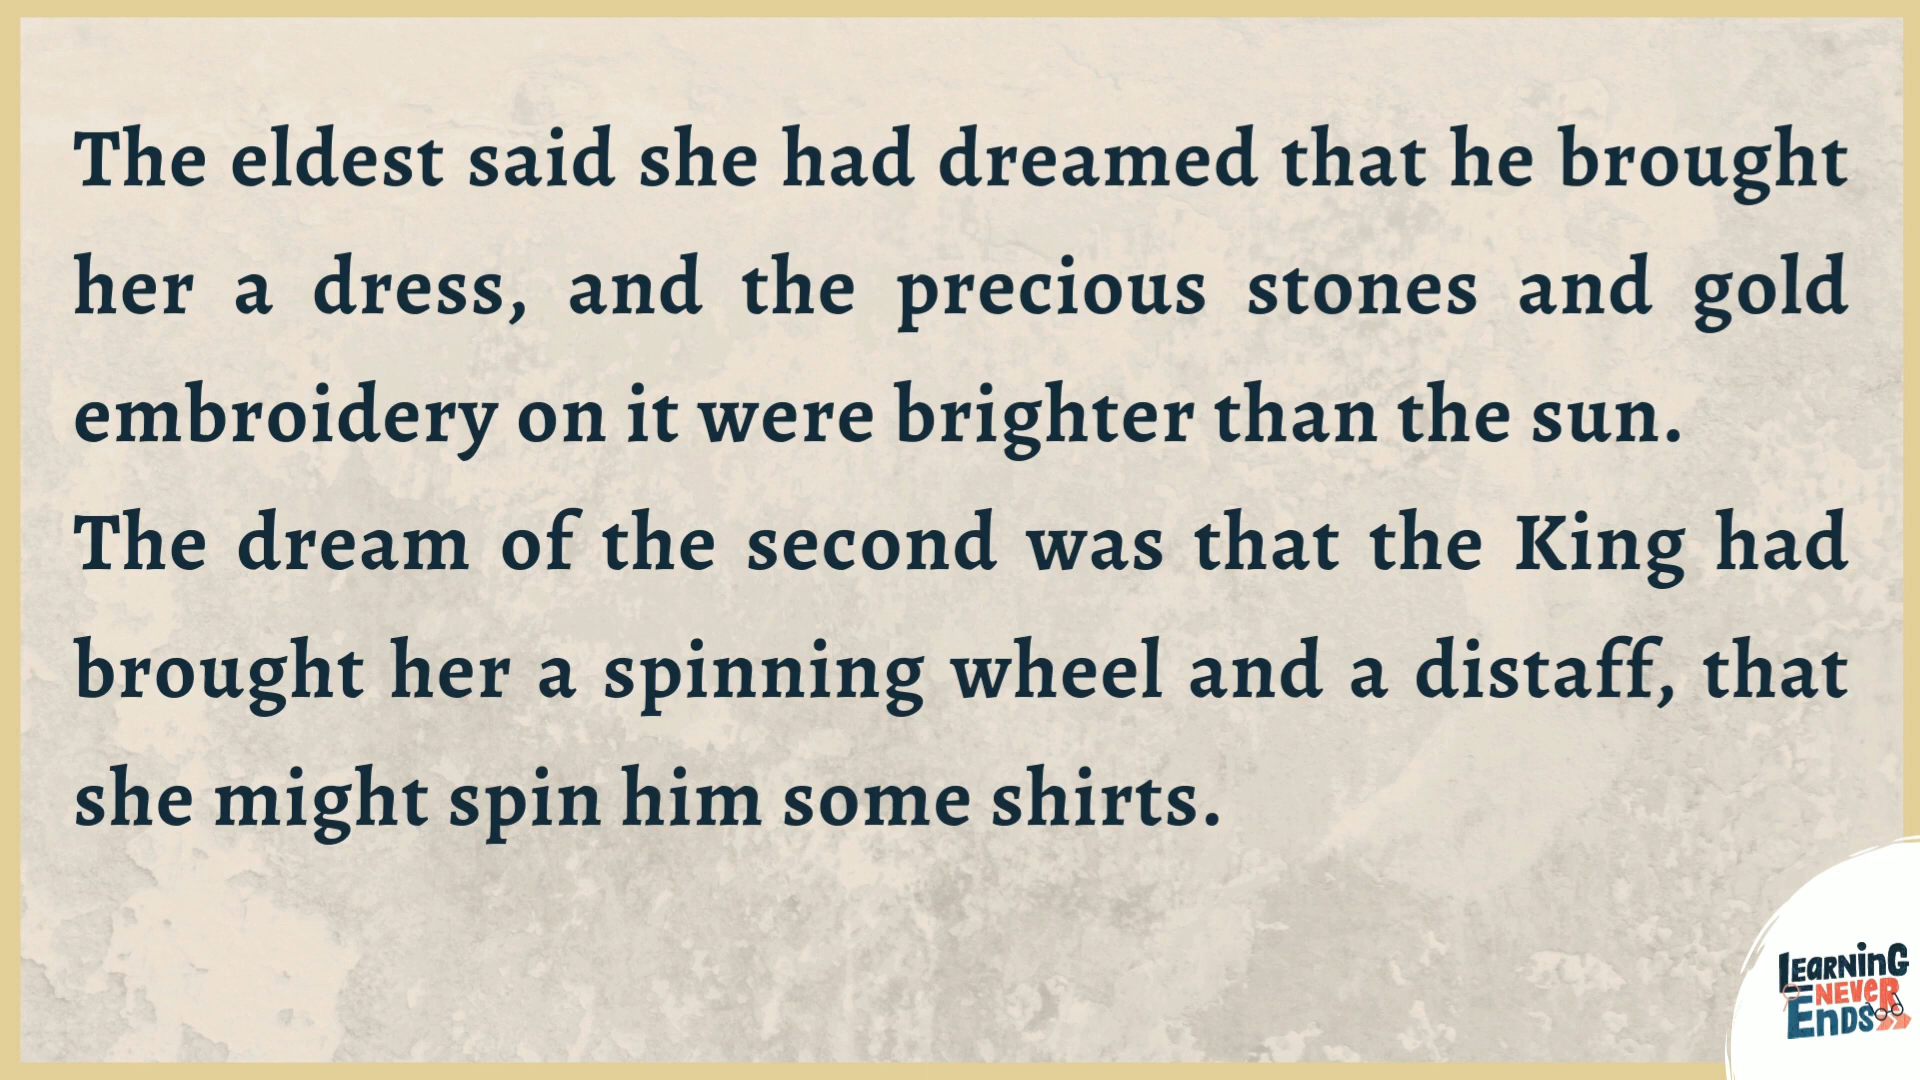 The eldest said she had dreamed that he brought
her a dress, and the precious stones and gold
embroidery on it were brighter than the sun.
The dream of the second was that the King had
brought her a spinning wheel and a distaff, that
she might spin him some shirts.
LEARNinG
NEVER
EnDS